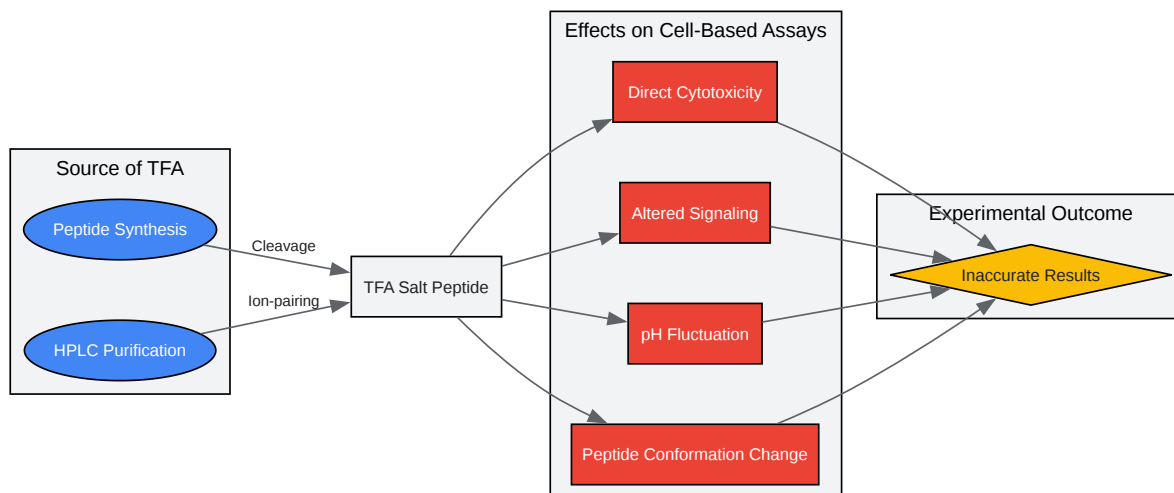 Source of TFA
Peptide Synthesis
HPLC Purification
Cleavage
Ion-pairing
TFA Salt Peptide
Effects on Cell-Based Assays
Direct Cytotoxicity
Altered Signaling
pH Fluctuation
Peptide Conformation Change
Experimental Outcome
Inaccurate Results